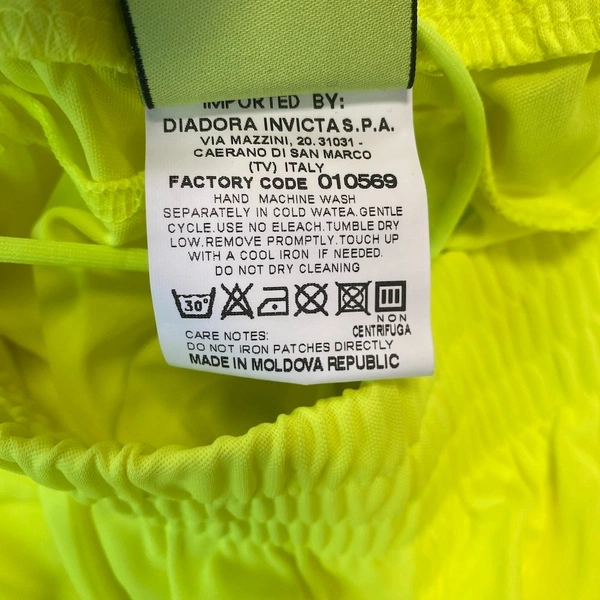 IMPORTED BY:
DIADORA INVICTA S.P.A.
VIA MAZZINI, 20. 31031 -
CAERANO DI SAN MARCO
(TV) ITALY
FACTORY CODE 010569
HAND MACHINE WASH
SEPARATELY IN COLD WATEA.GENTLE
CYCLE.USE NO ELEACH.TUMBLE DRY
LOW.REMOVE PROMPTLY.TOUCH UP
WITH A COOL IRON IF NEEDED.
DO NOT DRY CLEANING
30°
NON
CENTRIFUGA
CARE NOTES:
DO NOT IRON PATCHES DIRECTLY
MADE IN MOLDOVA REPUBLIC